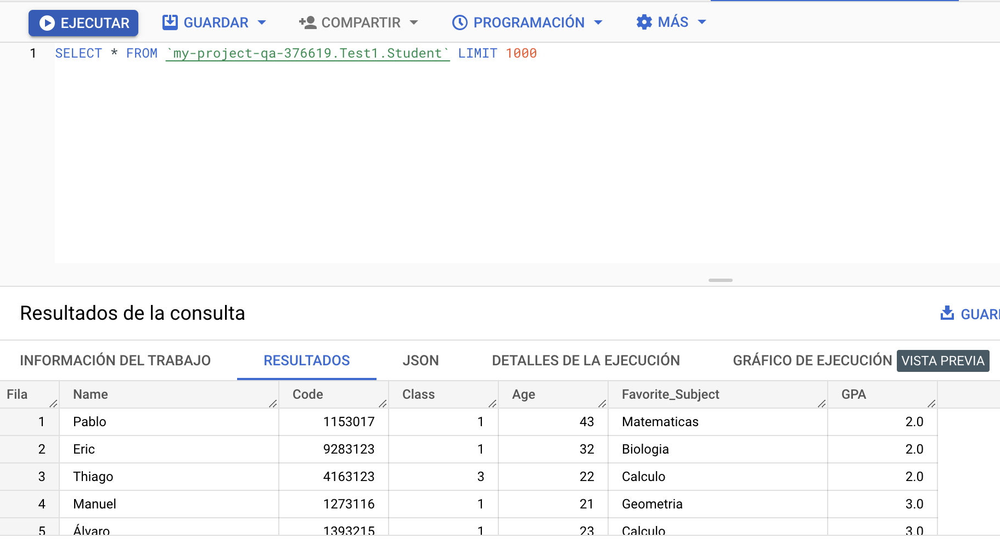 EJECUTAR GUARDAR COMPARTIR PROGRAMACIÓN MÁS
1 SELECT * FROM `my-project-qa-376619.Test1.Student` LIMIT 1000
Resultados de la consulta
INFORMACIÓN DEL TRABAJO RESULTADOS JSON DETALLES DE LA EJECUCIÓN GRÁFICO DE EJECUCIÓN VISTA PREVIA
Fila Name Code Class Age Favorite_Subject GPA
1 Pablo 1153017 1 43 Matematicas 2.0
2 Eric 9283123 1 32 Biologia 2.0
3 Thiago 4163123 3 22 Calculo 2.0
4 Manuel 1273116 1 21 Geometria 3.0
5 Álvaro 1393215 1 23 Calculo 3.0